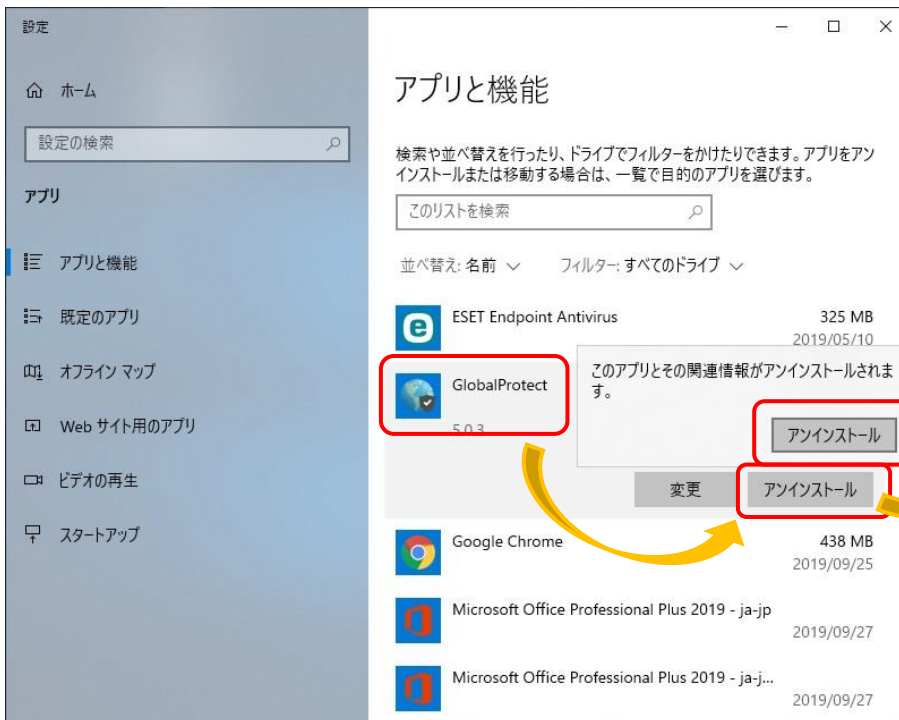 設定
ホーム
設定の検索
アプリ
アプリと機能
既定のアプリ
オフライン マップ
Web サイト用のアプリ
ビデオの再生
スタートアップ
アプリと機能
検索や並べ替えを行ったり、ドライブでフィルターをかけたりできます。アプリをアン
インストールまたは移動する場合は、一覧で目的のアプリを選びます。
このリストを検索
並べ替え: 名前 フィルター: すべてのドライブ
ESET Endpoint Antivirus 325 MB
2019/05/10
GlobalProtect
5.0.3
このアプリとその関連情報がアンインストールされま
す。
アンインストール
変更 アンインストール
Google Chrome 438 MB
2019/09/25
Microsoft Office Professional Plus 2019 - ja-jp
2019/09/27
Microsoft Office Professional Plus 2019 - ja-j...
2019/09/27